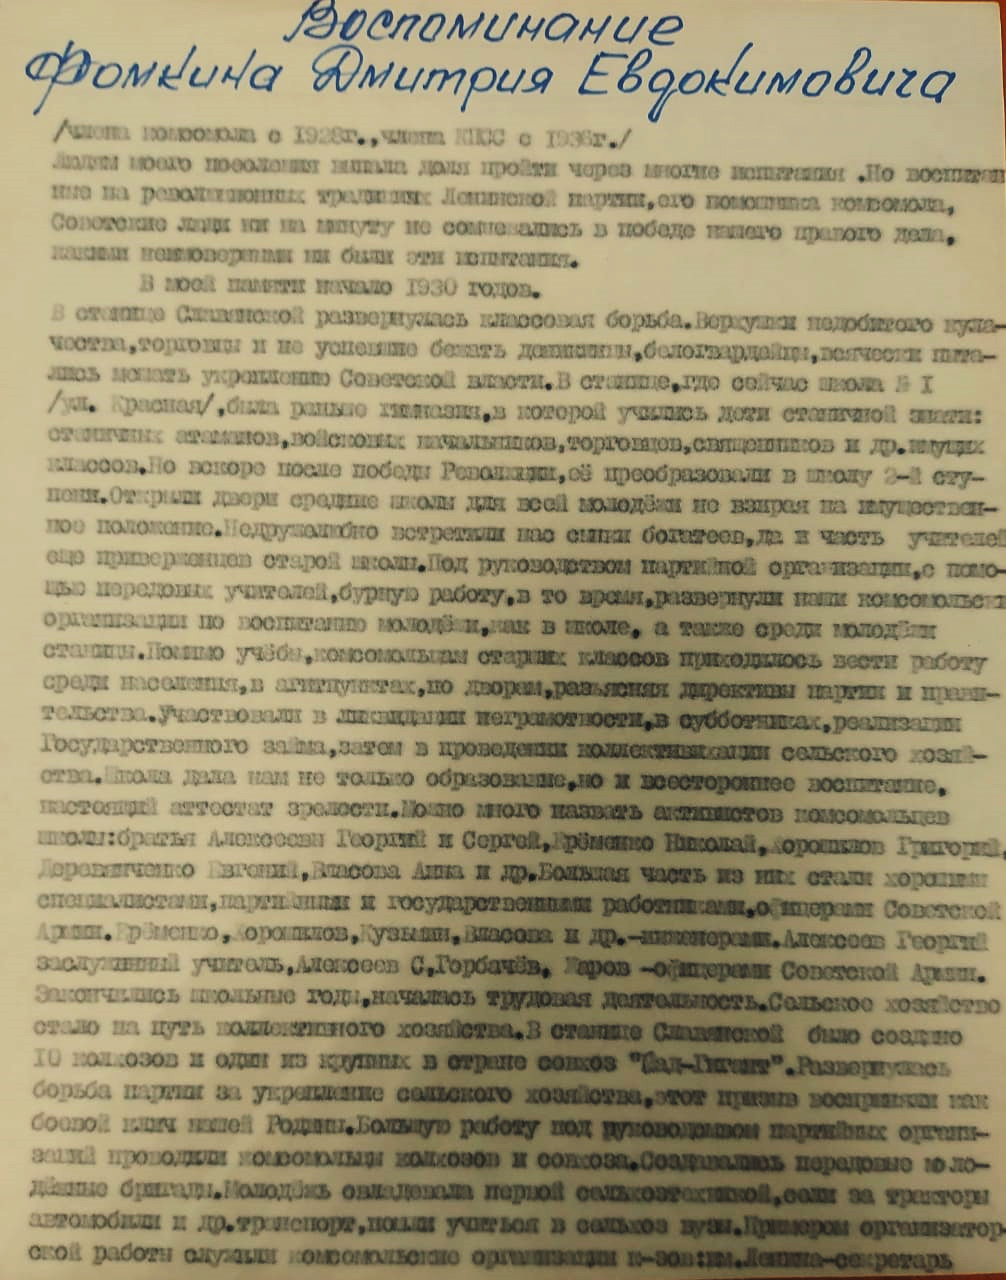 Воспоминание
Фомкина Дмитрия Евдокимовича
/члена комсомола с 1928г.,члена КПСС с 1936г./
Людям моего поколения выпала доля пройти через многие испытания .Но воспитан
ные на революционных традициях Ленинской партии,его помощника комсомола,
Советские люди ни на минуту не сомневались в победе нашего правого дела,
какими неимоверными ни были эти испытания.
В моей памяти начало 1930 годов.
В станице Славянской развернулась классовая борьба.Верхушки недобитого кула-
чества,торговцы и не успевшие бежать деникинцы,белогвардейцы,всячески пыта-
лись мешать укреплению Советской власти.В станице,где сейчас школа № I
/ул. Красная/,была раньше гимназия,в которой учились дети станичной знати:
станичных атаманов,войсковых начальников,торговцев,священников и др.имущих
классов.Но вскоре после победы Революции,её преобразовали в школу 2-й сту-
пени.Открыли двери средние школы для всей молодёжи не взирая на имуществен-
ное положение.Недружелюбно встретили нас сынки богатеев,да и часть учителей
еще приверженцев старой школы.Под руководством партийной организации,с помо-
щью передовых учителей,бурную работу,в то время,развернули наши комсомольски
организации по воспитанию молодёжи,как в школе, а также среди молодёжи
станицы.Помимо учёбы,комсомольцам старших классов приходилось вести работу
среди населения,в агитпунктах,по дворам,разъясняя директивы партии и прави-
тельства.Участвовали в ликвидации неграмотности,в субботниках,реализации
Государственного займа,затем в проведении коллективизации сельского хозяй-
ства.Школа дала нам не только образование,но и всестороннее воспитание,
настоящий аттестат зрелости.Можно много назвать активистов комсомольцев
школы:братья Алексеевы Георгий и Сергей,Ерёменко Николай,Хорошилов Григорий,
Деревянченко Евгений,Власова Анна и др.Большая часть из них стали хорошими
специалистами,партийными и государственными работниками,офицерами Советской
Армии.Ерёменко,Хорошилов,Кузьмин,Власова и др.-инженерами.Алексеев Георгий
заслуженный учитель,Алексеев С,Горбачёв, Жаров -офицерами Советской Армии.
Закончились школьные годы,началась трудовая деятельность.Сельское хозяйство
стало на путь коллективного хозяйства.В станице Славянской было создано
10 колхозов и один из крупных в стране совхоз "Сад-Гигант".Развернулась
борьба партии за укрепление сельского хозяйства,этот призыв восприняли как
боевой клич нашей Родины.Большую работу под руководством партийных органи-
заций проводили комсомольцы колхозов и совхоза.Создавались передовые моло-
дёжные бригады.Молодёжь овладевала первой сельхозтехникой,сели за тракторы
автомобили и др.транспорт,пошли учиться в сельхоз вузы.Примером организатор-
ской работы служили комсомольские организации к-зов:им.Ленина-секретарь